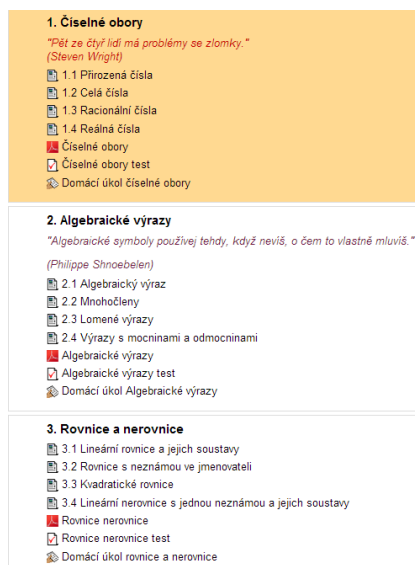 1. Číselné obory
"Pět ze čtyř lidí má problémy se zlomky."
(Steven Wright)
1.1 Přirozená čísla
1.2 Celá čísla
1.3 Racionální čísla
1.4 Reálná čísla
Číselné obory
Číselné obory test
Domácí úkol číselné obory
2. Algebraické výrazy
"Algebraické symboly používej tehdy, když nevíš, o čem to vlastně mluvíš."
(Philippe Shnoebelen)
2.1 Algebraický výraz
2.2 Mnohočleny
2.3 Lomené výrazy
2.4 Výrazy s mocninami a odmocninami
Algebraické výrazy
Algebraické výrazy test
Domácí úkol Algebraické výrazy
3. Rovnice a nerovnice
3.1 Lineární rovnice a jejich soustavy
3.2 Rovnice s neznámou ve jmenovateli
3.3 Kvadratické rovnice
3.4 Lineární nerovnice s jednou neznámou a jejich soustavy
Rovnice nerovnice
Rovnice nerovnice test
Domácí úkol rovnice a nerovnice